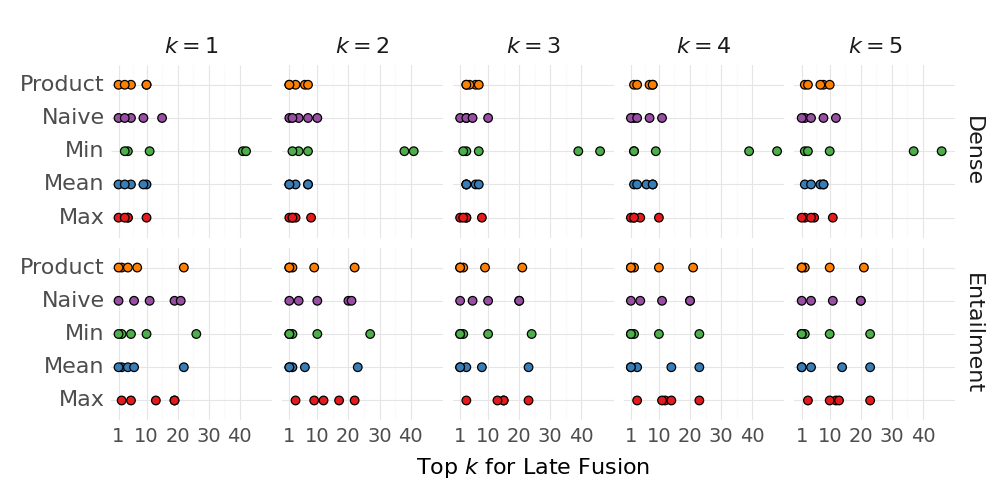 k = 1 k = 2 k = 3 k = 4 k = 5
Product
Naive
Min
Mean
Max
Dense
Product
Naive
Min
Mean
Max
Entailment
1 10 20 30 40 1 10 20 30 40 1 10 20 30 40 1 10 20 30 40 1 10 20 30 40
Top k for Late Fusion